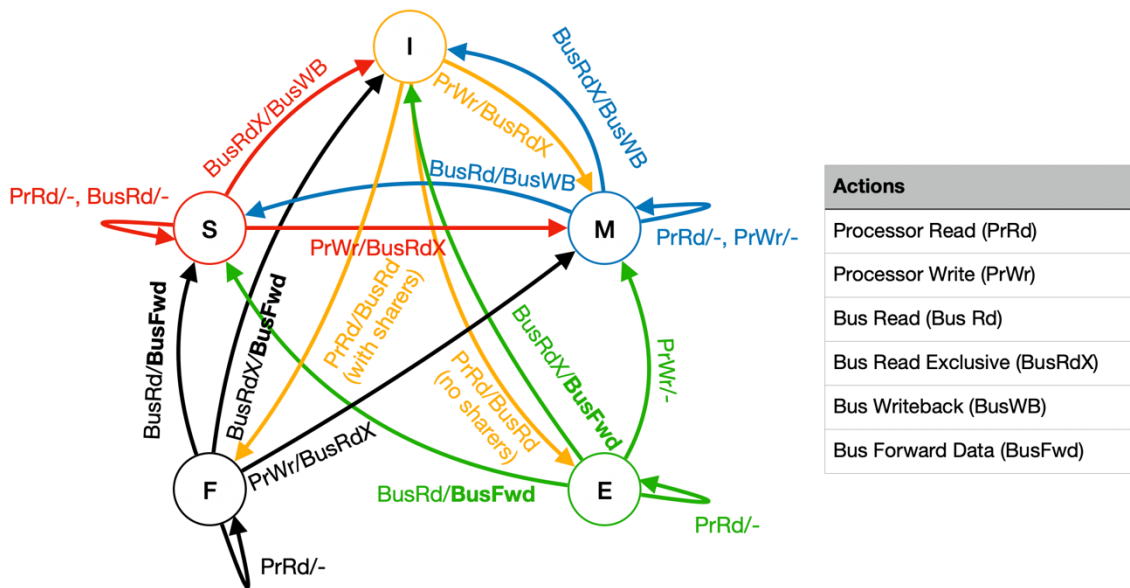 I
BusRdX/BusWB
PrWr/BusRdX
BusRdX/BusWB
BusRd/BusWB
PrRd/-, BusRd/-
S
M
PrWr/BusRdX
PrRd/-, PrWr/-
BusRd/BusFwd
BusRdX/BusFwd
PrRd/BusRd
(with sharers)
PrRd/BusRd
(no sharers)
BusRdX/BusFwd
PrWr/-
PrWr/BusRdX
F
E
BusRd/BusFwd
PrRd/-
PrRd/-
Actions
Processor Read (PrRd)
Processor Write (PrWr)
Bus Read (Bus Rd)
Bus Read Exclusive (BusRdX)
Bus Writeback (BusWB)
Bus Forward Data (BusFwd)